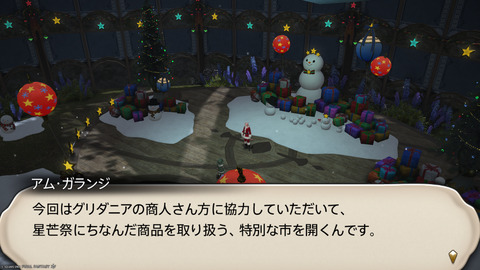 アム・ガランジ
今回はグリダニアの商人さん方に協力していただいて、
星芒祭にちなんだ商品を取り扱う、特別な市を開くんです。